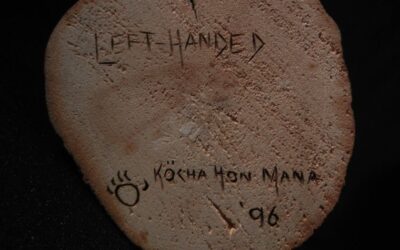 LEFT-HANDED
KÖCHA HON MANA
'96